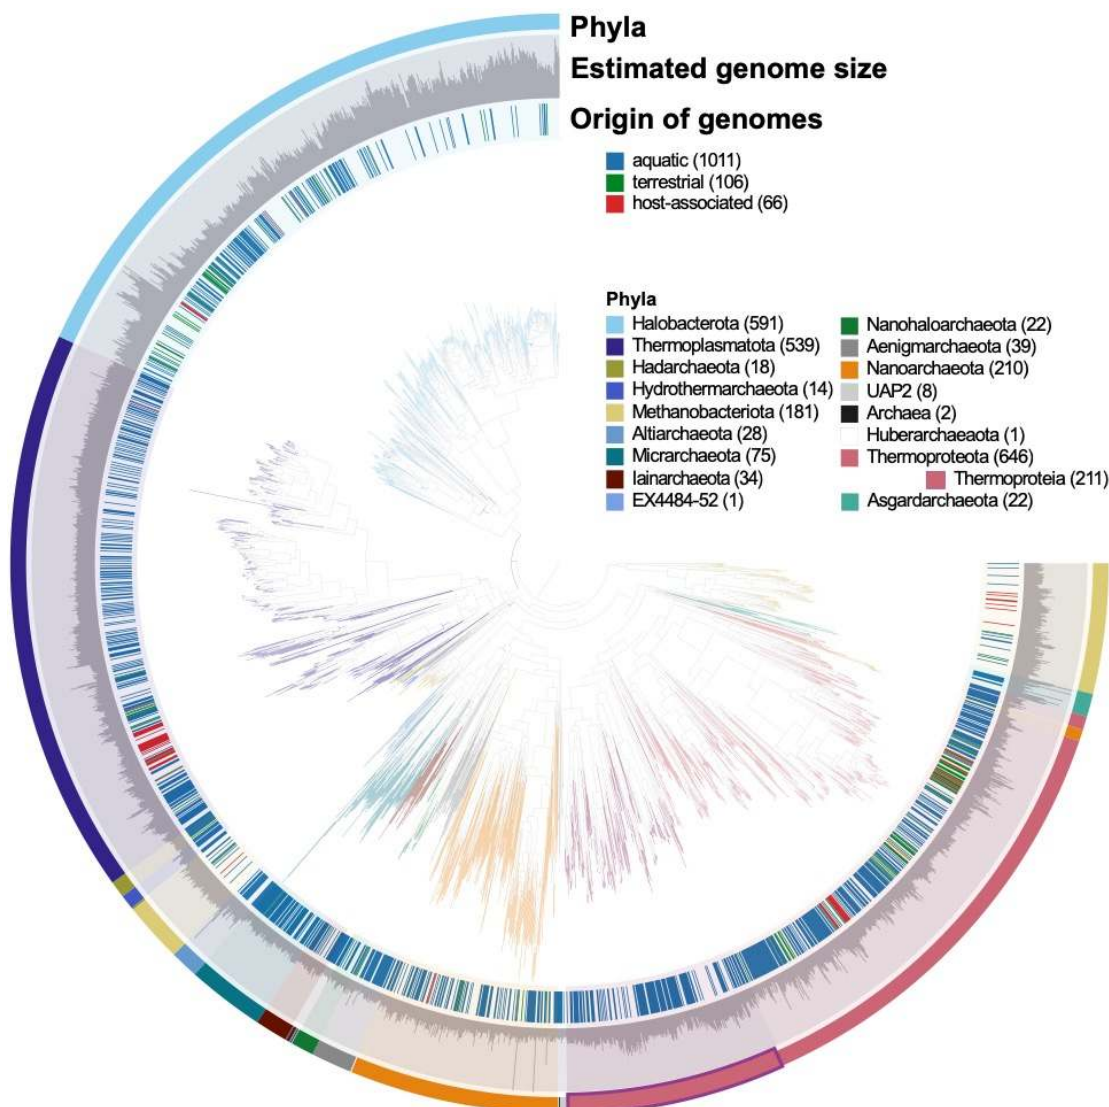 Phyla
Estimated genome size
Origin of genomes
aquatic (1011)
terrestrial (106)
host-associated (66)
Phyla
Halobacterota (591)
Thermoplasmatota (539)
Hadarchaeota (18)
Hydrothermarchaeota (14)
Methanobacteriota (181)
Altiarchaeota (28)
Micrarchaeota (75)
Iainarchaeota (34)
EX4484-52 (1)
Nanohaloarchaeota (22)
Aenigmarchaeota (39)
Nanoarchaeota (210)
UAP2 (8)
Archaea (2)
Huberarchaeaota (1)
Thermoproteota (646)
Thermoproteia (211)
Asgardarchaeota (22)